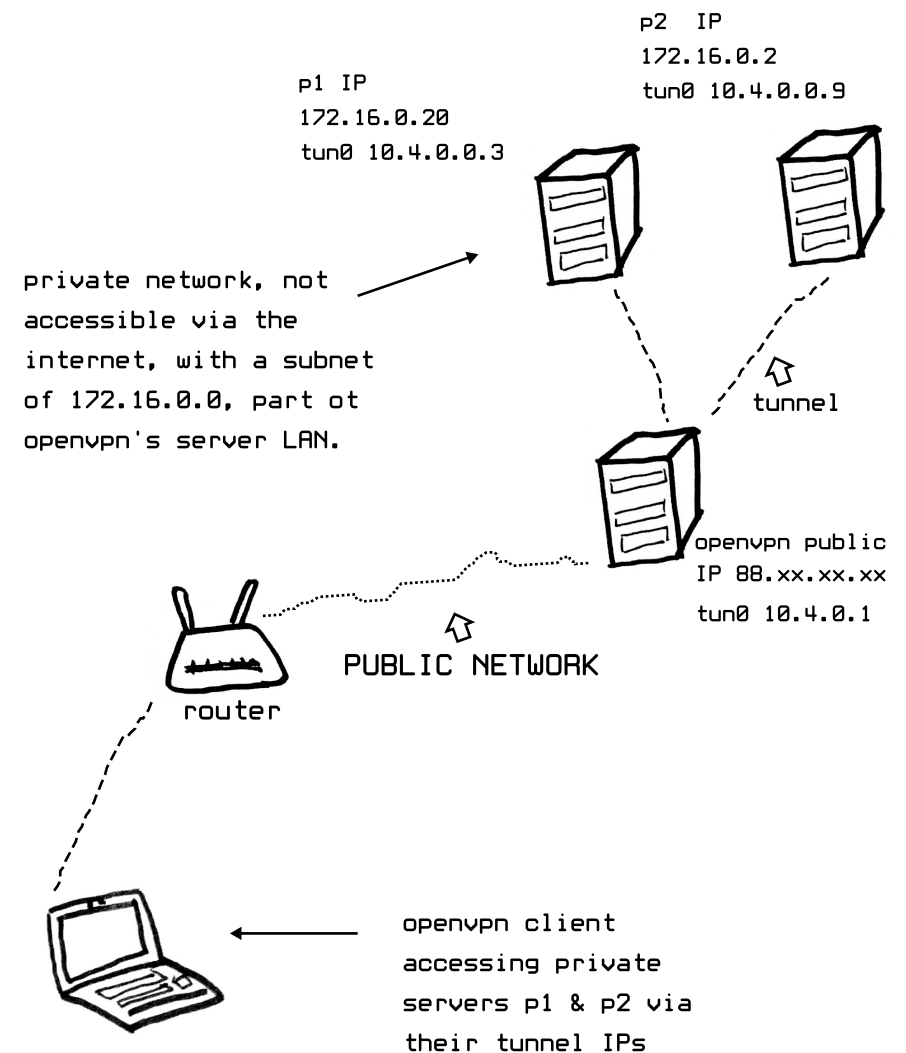 p2 IP
172.16.0.2
tun0 10.4.0.0.9
p1 IP
172.16.0.20
tun0 10.4.0.0.3
private network, not
accessible via the
internet, with a subnet
of 172.16.0.0, part ot
openvpn's server LAN.
tunnel
openvpn public
IP 88.xx.xx.xx
tun0 10.4.0.1
PUBLIC NETWORK
router
openvpn client
accessing private
servers p1 & p2 via
their tunnel IPs